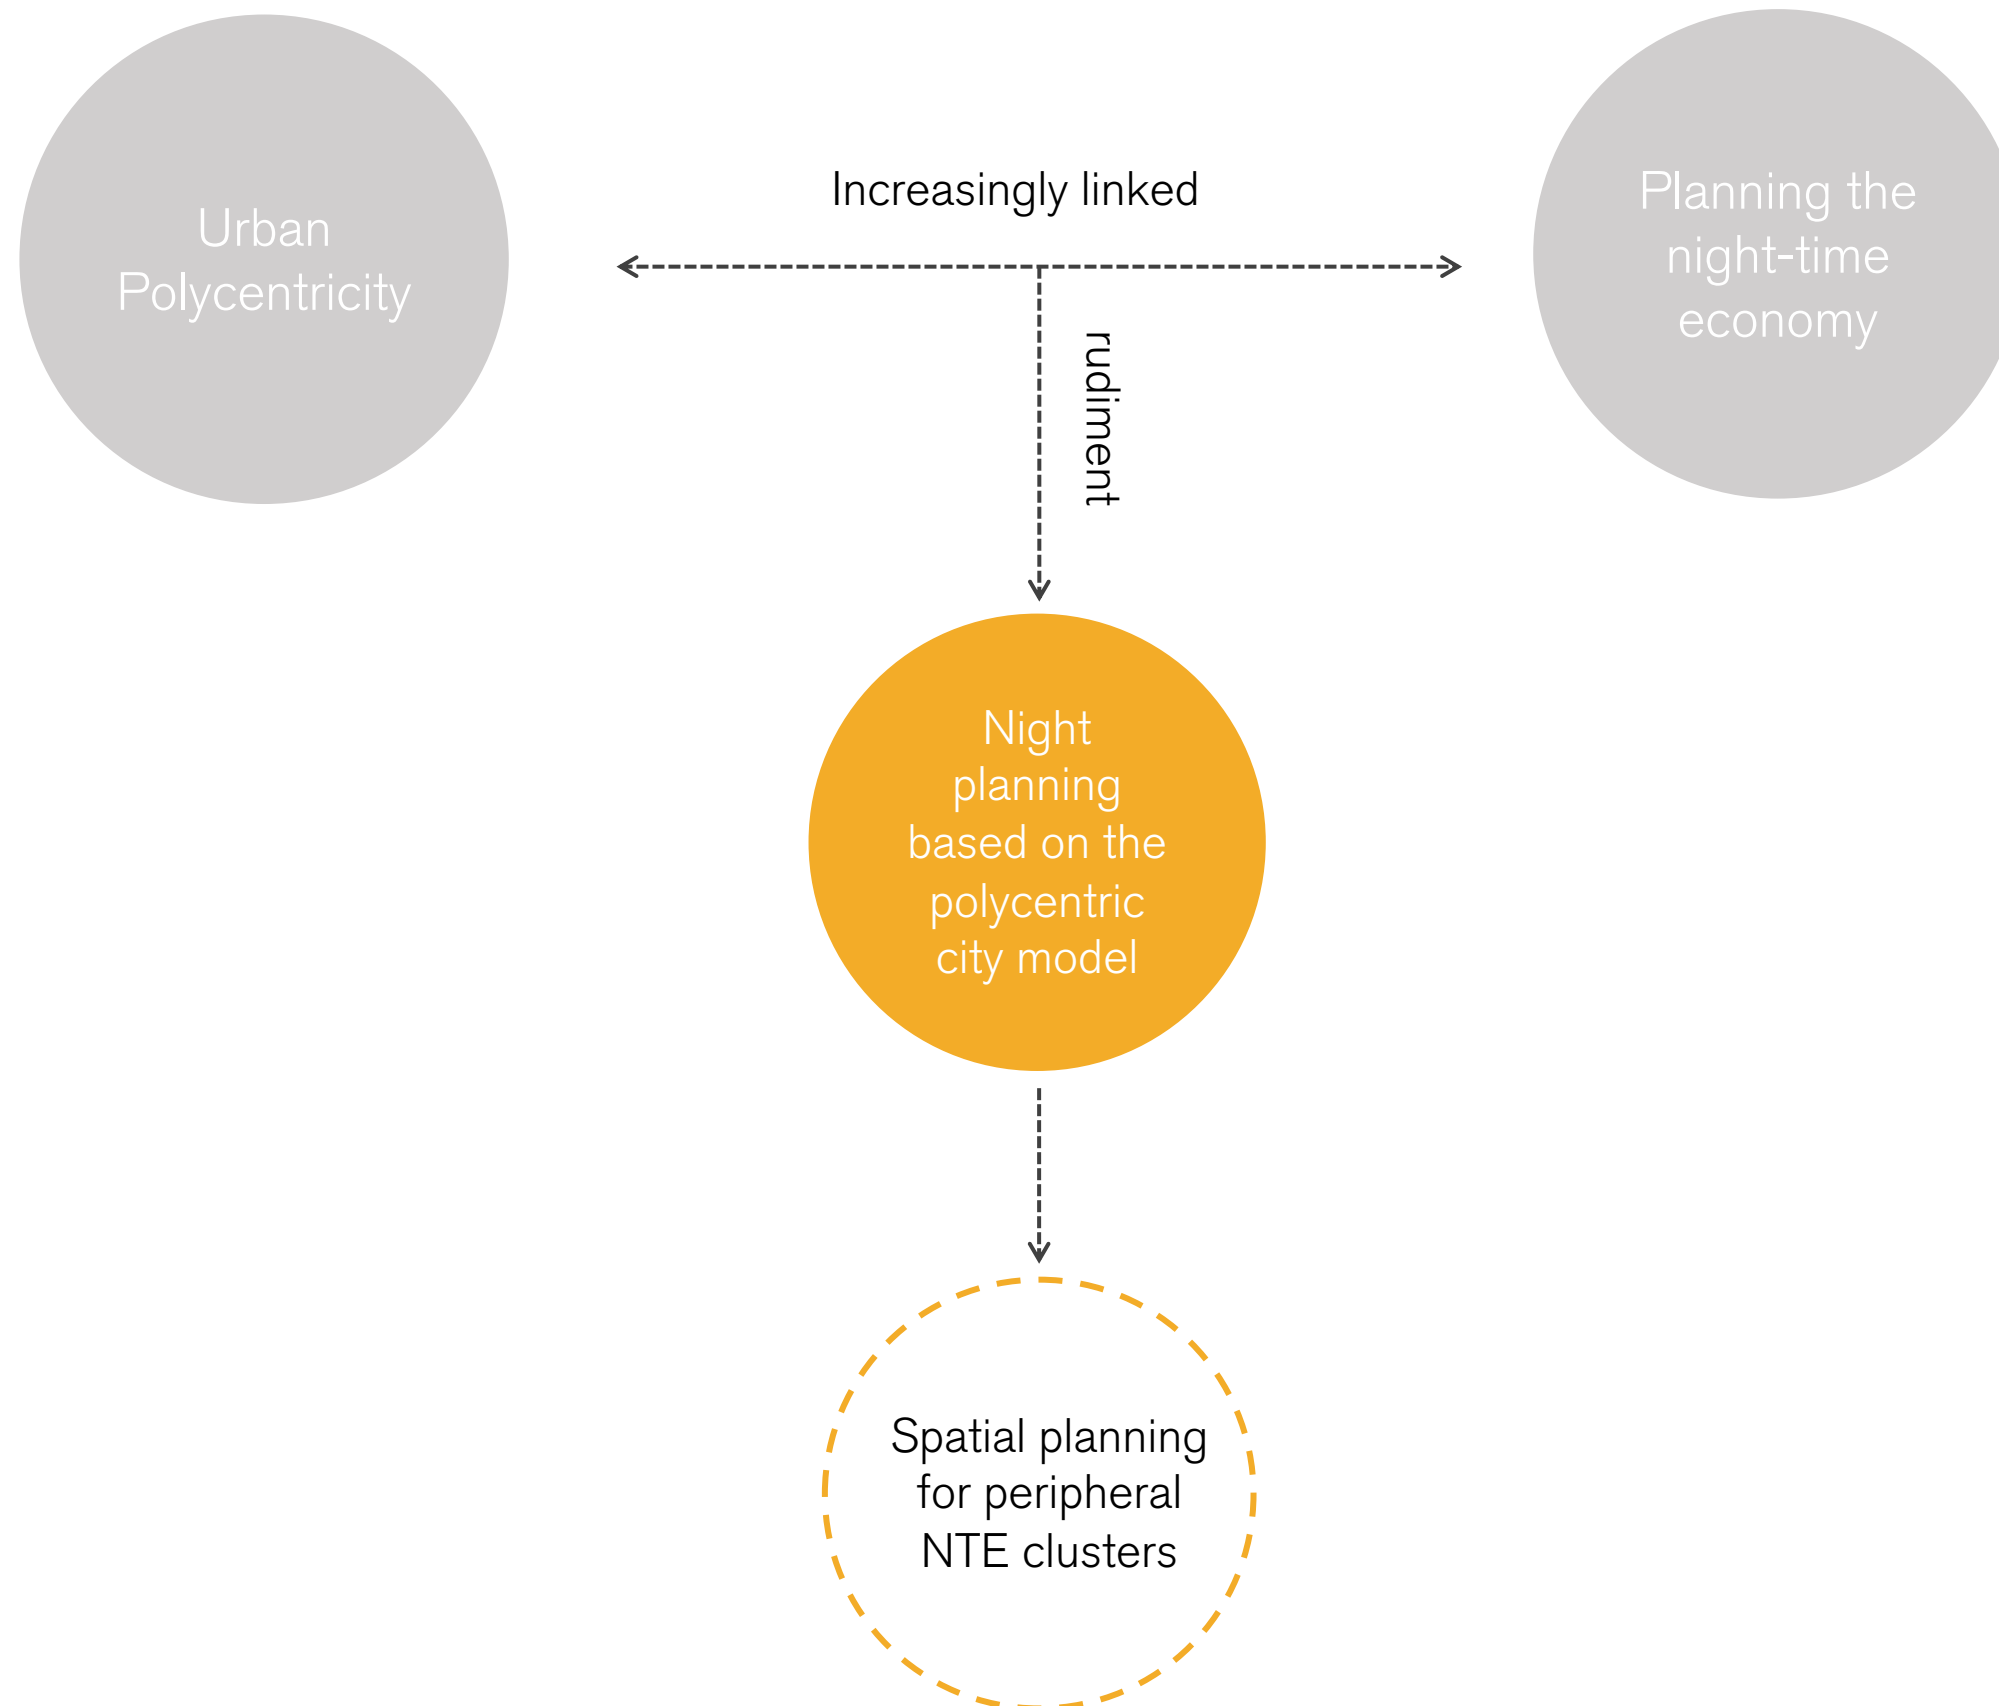 Urban
Polycentricity
Increasingly linked
Planning the
night-time
economy
rudiment
Night
planning
based on the
polycentric
city model
Spatial planning
for peripheral
NTE clusters